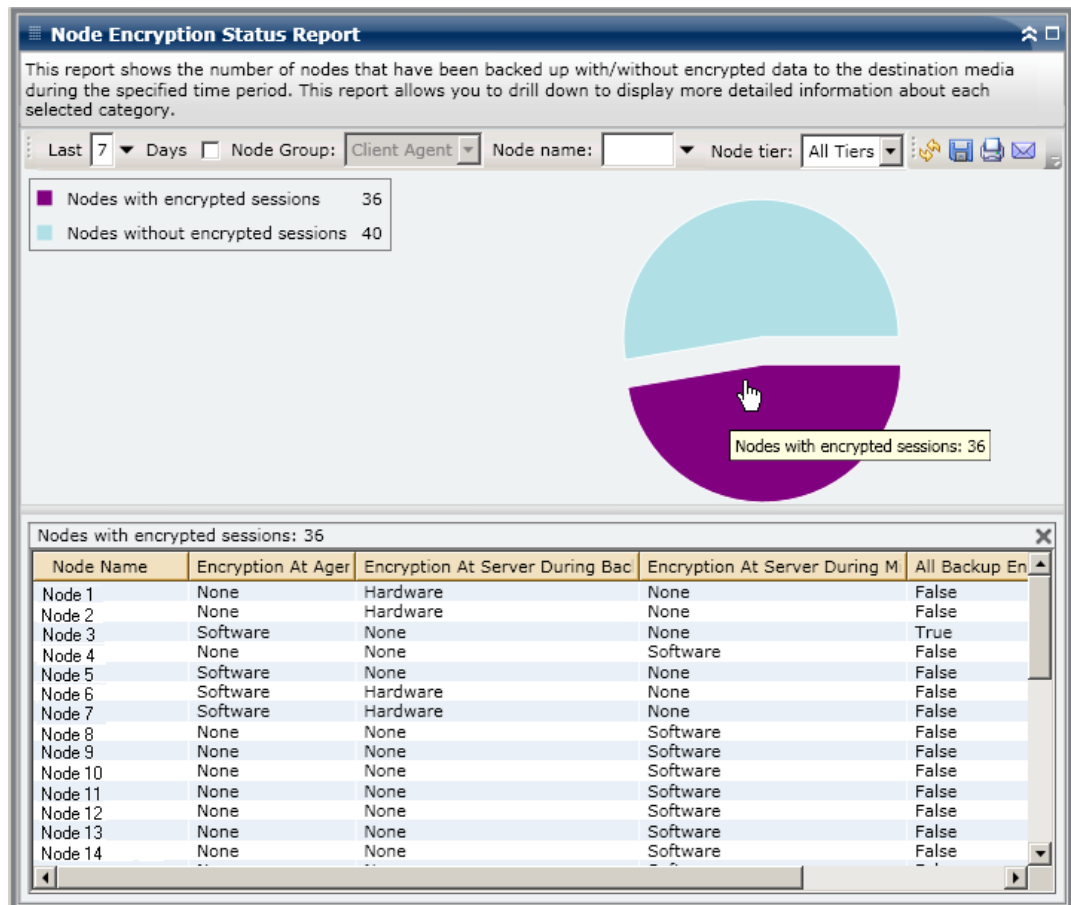 Node Encryption Status Report
This report shows the number of nodes that have been backed up with/without encrypted data to the destination media
during the specified time period. This report allows you to drill down to display more detailed information about each
selected category.
Last 7 Days Node Group: Client Agent Node name: Node tier: All Tiers
Nodes with encrypted sessions 36
Nodes without encrypted sessions 40
Nodes with encrypted sessions: 36
Nodes with encrypted sessions: 36
Node Name Encryption At Ager Encryption At Server During Bac Encryption At Server During M All Backup En
Node 1 None Hardware None False
Node 2 None Hardware None False
Node 3 Software None None True
Node 4 None None Software False
Node 5 Software None None False
Node 6 Software Hardware None False
Node 7 Software Hardware None False
Node 8 None None Software False
Node 9 None None Software False
Node 10 None None Software False
Node 11 None None Software False
Node 12 None None Software False
Node 13 None None Software False
Node 14 None None Software False